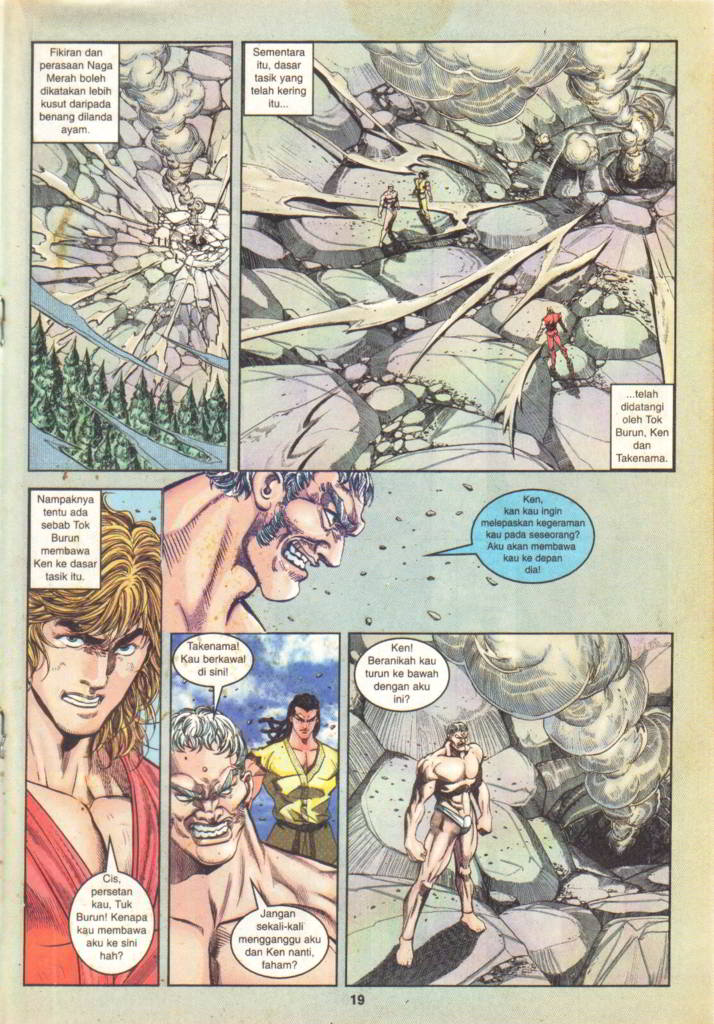 Fikiran dan
perasaan Naga
Merah boleh
dikatakan lebih
kusut daripada
benang dilanda
ayam.
Sementara
itu, dasar
tasik yang
telah kering
itu...
...telah
didatangi
oleh Tok
Burun, Ken
dan
Takenama.
Nampaknya
tentu ada
sebab Tok
Burun
membawa
Ken ke dasar
tasik itu.
Ken,
kan kau ingin
melepaskan kegeraman
kau pada seseorang?
Aku akan membawa
kau ke depan
dia!
Cis,
persetan
kau, Tuk
Burun! Kenapa
kau membawa
aku ke sini
hah?
Takenama!
Kau berkawal
di sini!
Jangan
sekali-kali
mengganggu aku
dan Ken nanti,
faham?
Ken!
Beranikah kau
turun ke bawah
dengan aku
ini?
19